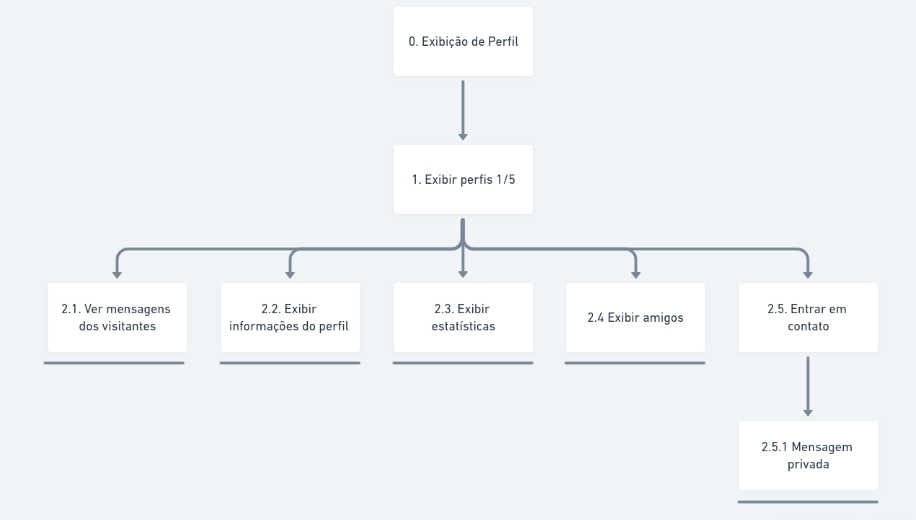 0. Exibição de Perfil
1. Exibir perfis 1/5
2.1. Ver mensagens
dos visitantes
2.2. Exibir
informações do perfil
2.3. Exibir
estatísticas
2.4 Exibir amigos
2.5. Entrar em
contato
2.5.1 Mensagem
privada